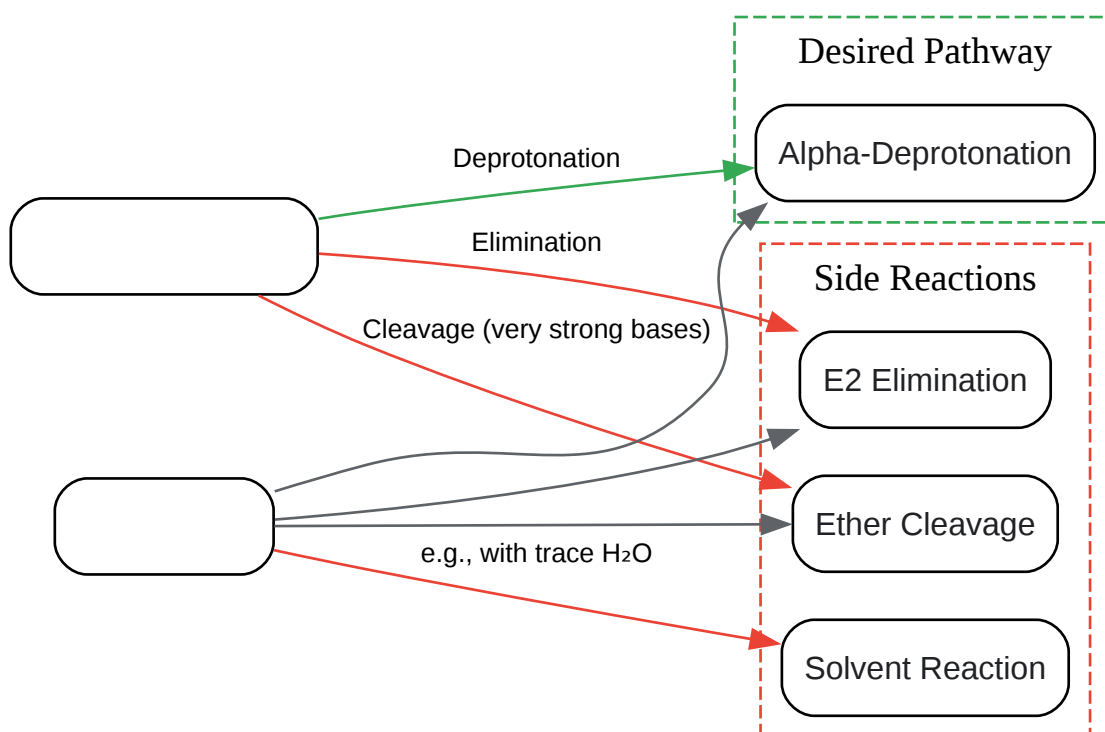 Desired Pathway
Alpha-Deprotonation
Deprotonation
Elimination
Side Reactions
Cleavage (very strong bases)
E2 Elimination
Ether Cleavage
e.g., with trace H₂O
Solvent Reaction